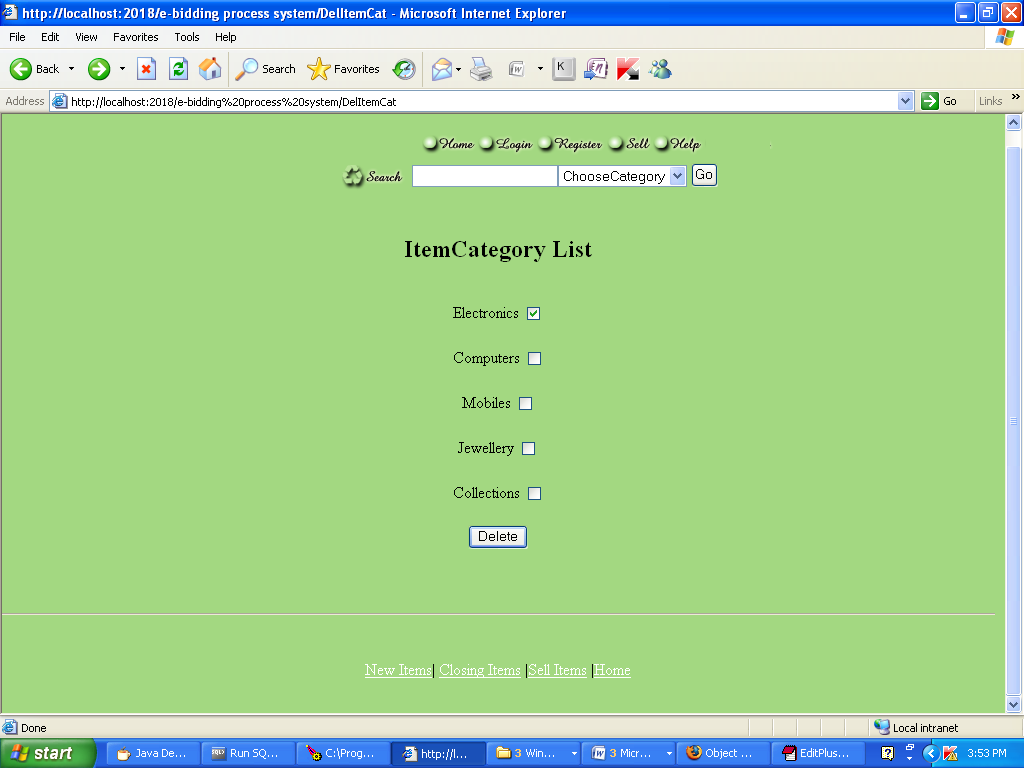 http://localhost:2018/e-bidding process system/DelItemCat - Microsoft Internet Explorer
File Edit View Favorites Tools Help
Back Search Favorites W K
Address http://localhost:2018/e-bidding%20process%20system/DelItemCat Go Links »
Home Login Register Sell Help
Search ChooseCategory Go
ItemCategory List
Electronics
Computers
Mobiles
Jewellery
Collections
Delete
New Items| Closing Items |Sell Items |Home
Done Local intranet
start Java De... Run SQ... C:\Prog... http://l... 3 Win... 3 Micr... Object ... EditPlus... ? 3:53 PM